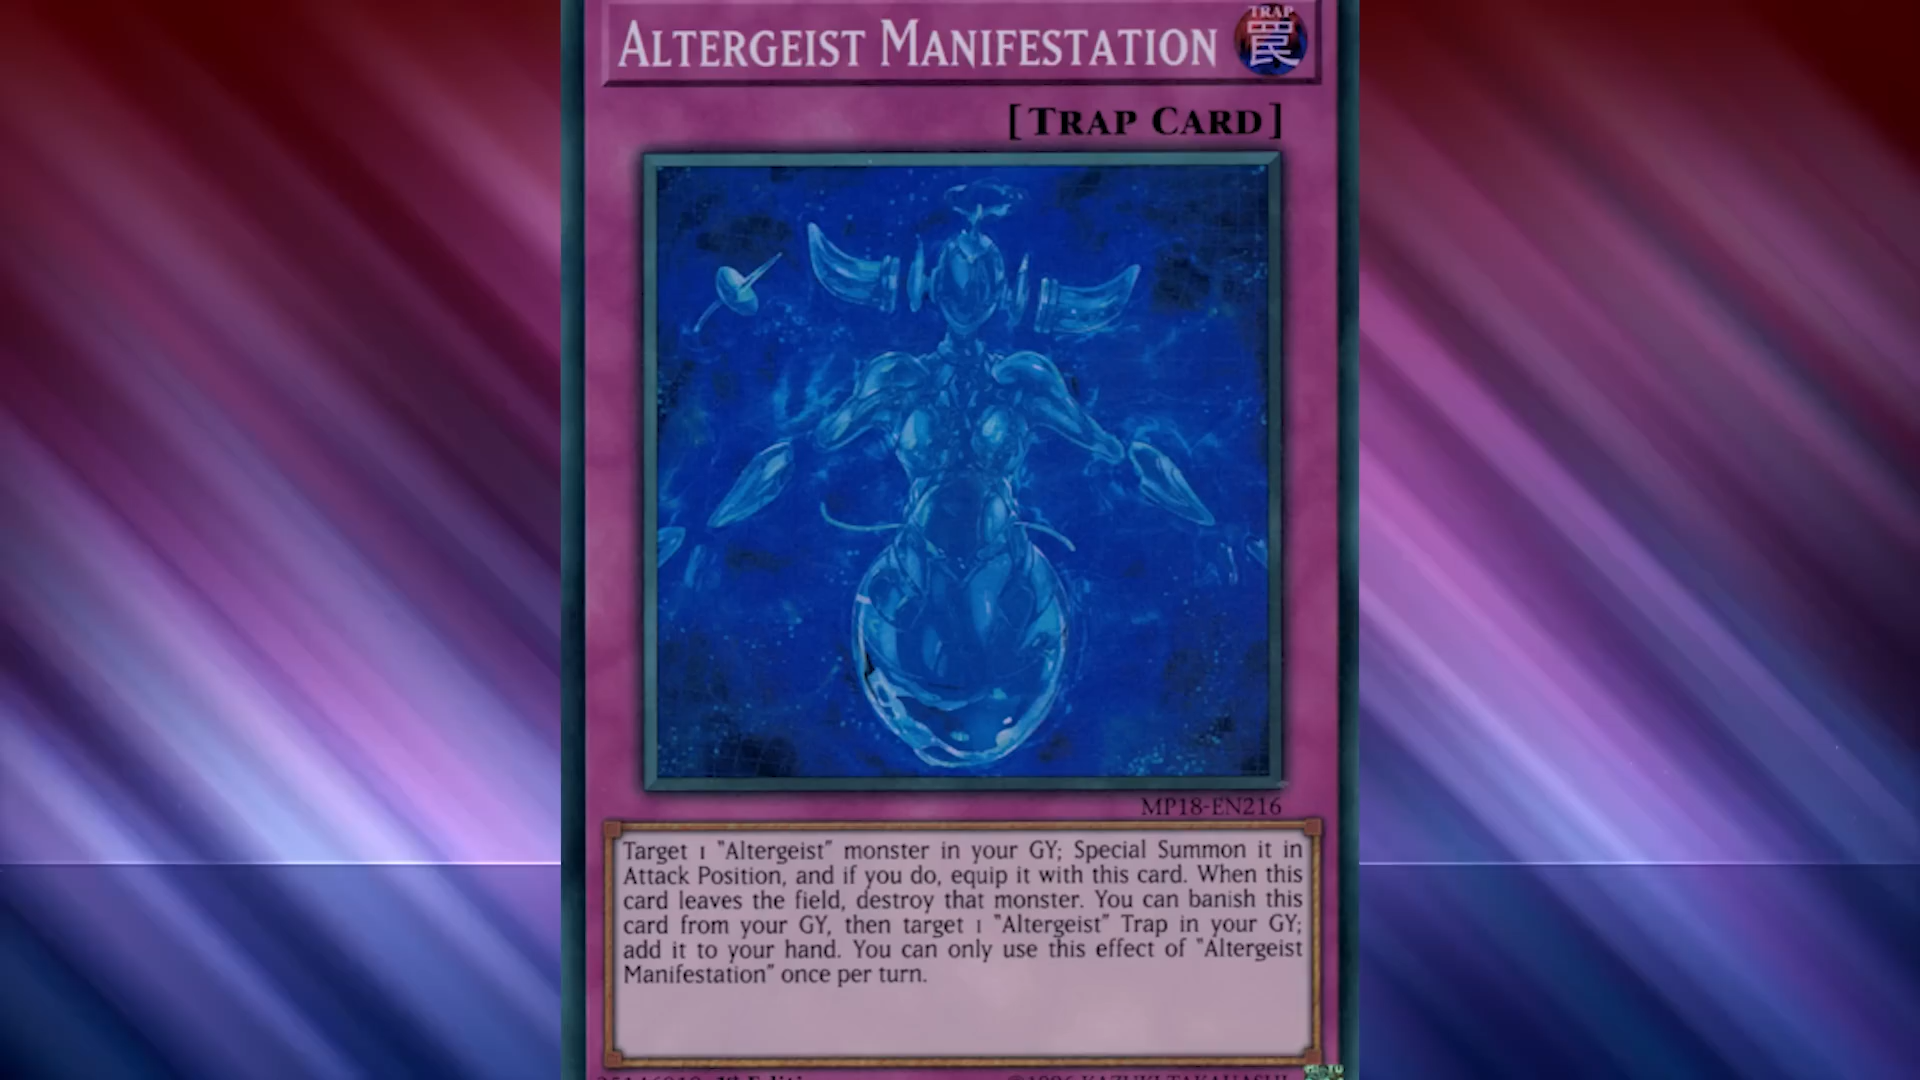 ALTERGEIST MANIFESTATION
TRAP
罠
[TRAP CARD]
MP18-EN216
Target 1 "Altergeist" monster in your GY; Special Summon it in
Attack Position, and if you do, equip it with this card. When this
card leaves the field, destroy that monster. You can banish this
card from your GY, then target 1 "Altergeist" Trap in your GY;
add it to your hand. You can only use this effect of "Altergeist
Manifestation" once per turn.